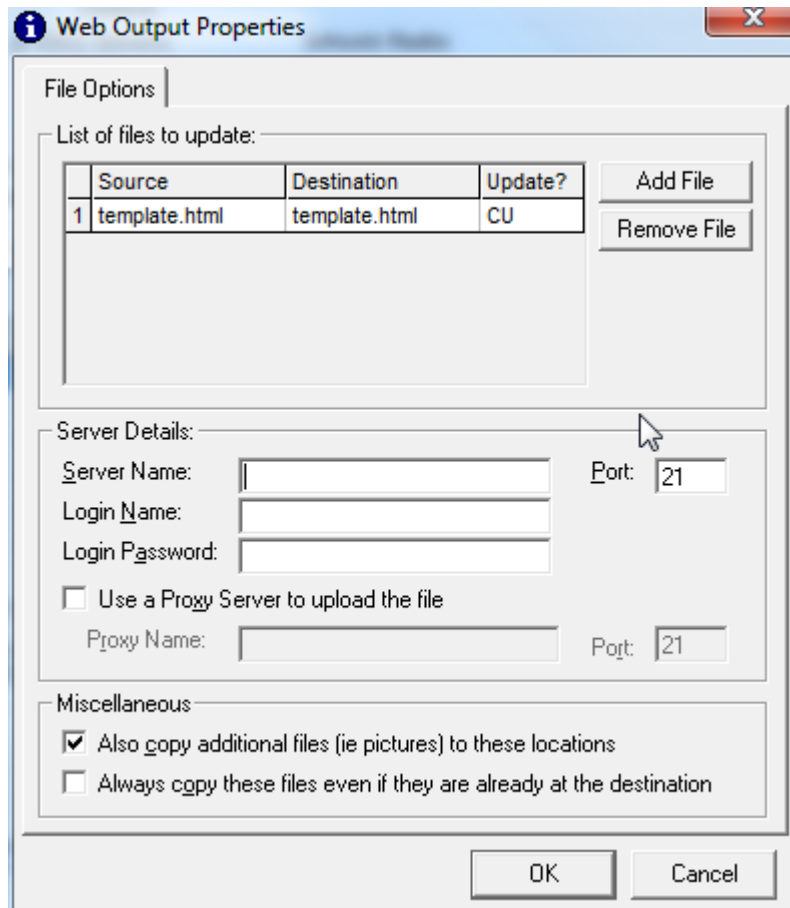 Web Output Properties
File Options
List of files to update:
Source Destination Update?
1 template.html template.html CU
Add File
Remove File
Server Details:
Server Name: Port: 21
Login Name:
Login Password:
Use a Proxy Server to upload the file
Proxy Name: Port: 21
Miscellaneous
Also copy additional files (ie pictures) to these locations
Always copy these files even if they are already at the destination
OK Cancel